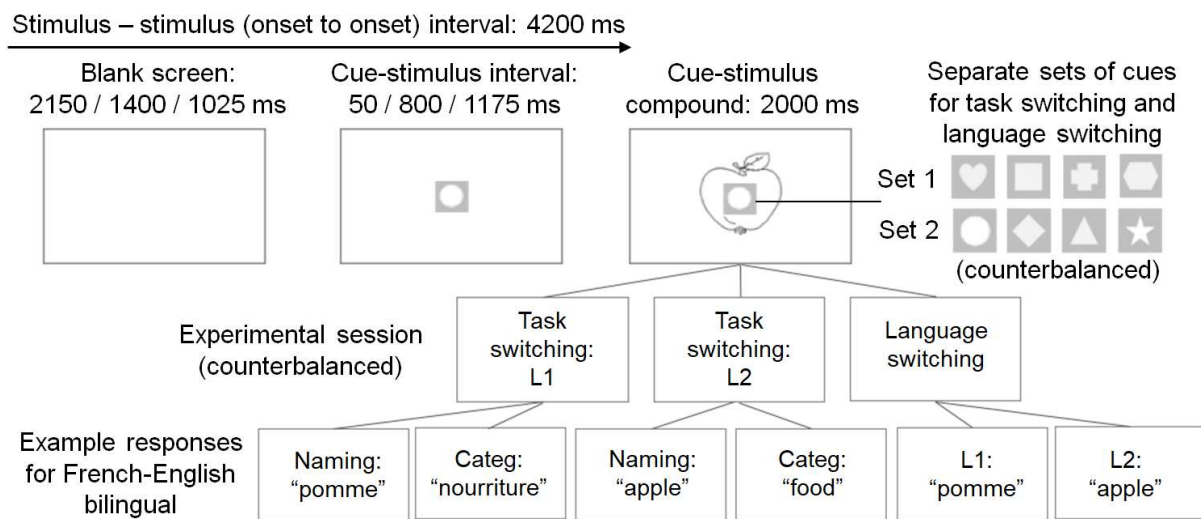 Stimulus – stimulus (onset to onset) interval: 4200 ms
Blank screen:
2150 / 1400 / 1025 ms
Cue-stimulus interval:
50 / 800 / 1175 ms
Cue-stimulus
compound: 2000 ms
Separate sets of cues
for task switching and
language switching
Set 1
Set 2
(counterbalanced)
Experimental session
(counterbalanced)
Task
switching:
L1
Task
switching:
L2
Language
switching
Example responses
for French-English
bilingual
Naming:
“pomme”
Categ:
“nourriture”
Naming:
“apple”
Categ:
“food”
L1:
“pomme”
L2:
“apple”